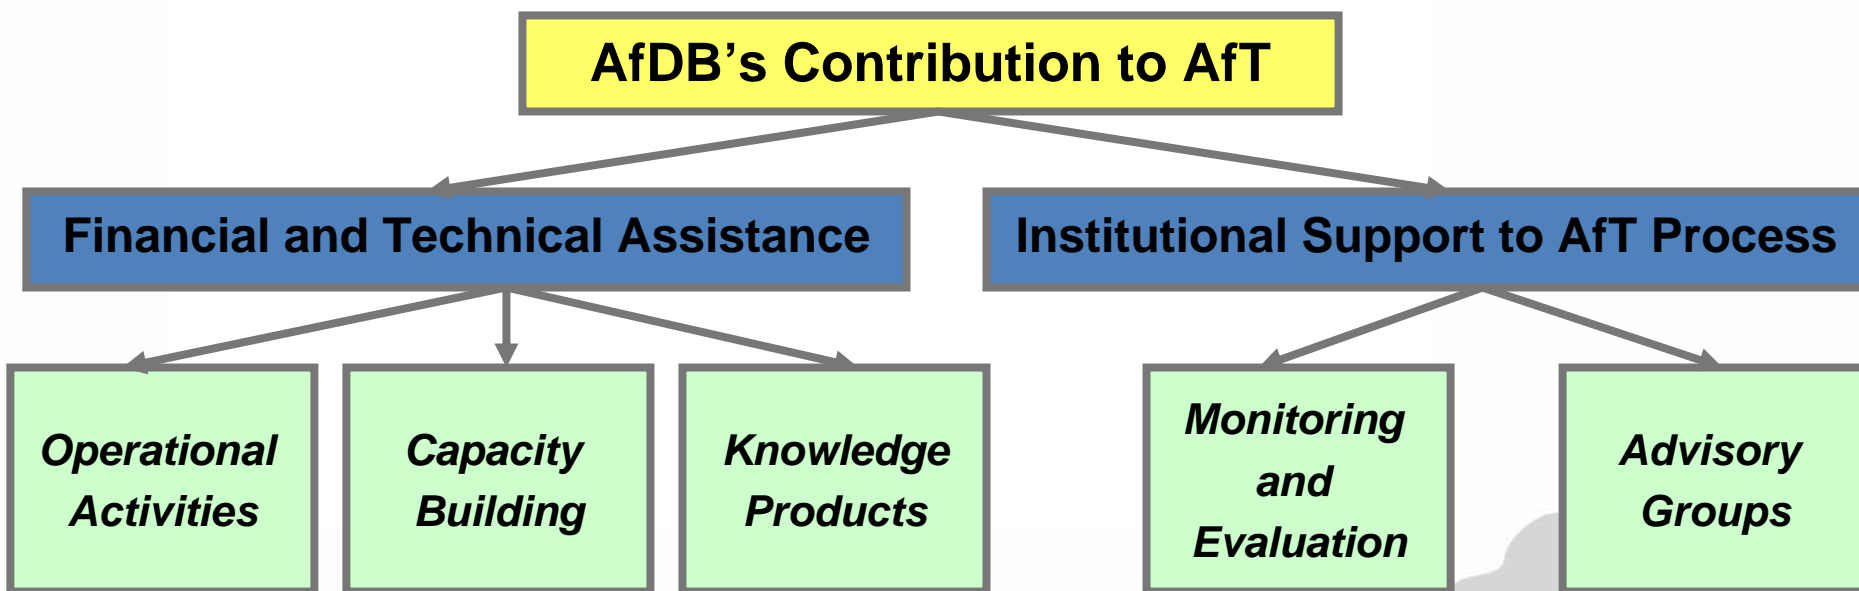 AfDB’s Contribution to AfT
Financial and Technical Assistance
Institutional Support to AfT Process
Operational
Activities
Capacity
Building
Knowledge
Products
Monitoring
and
Evaluation
Advisory
Groups